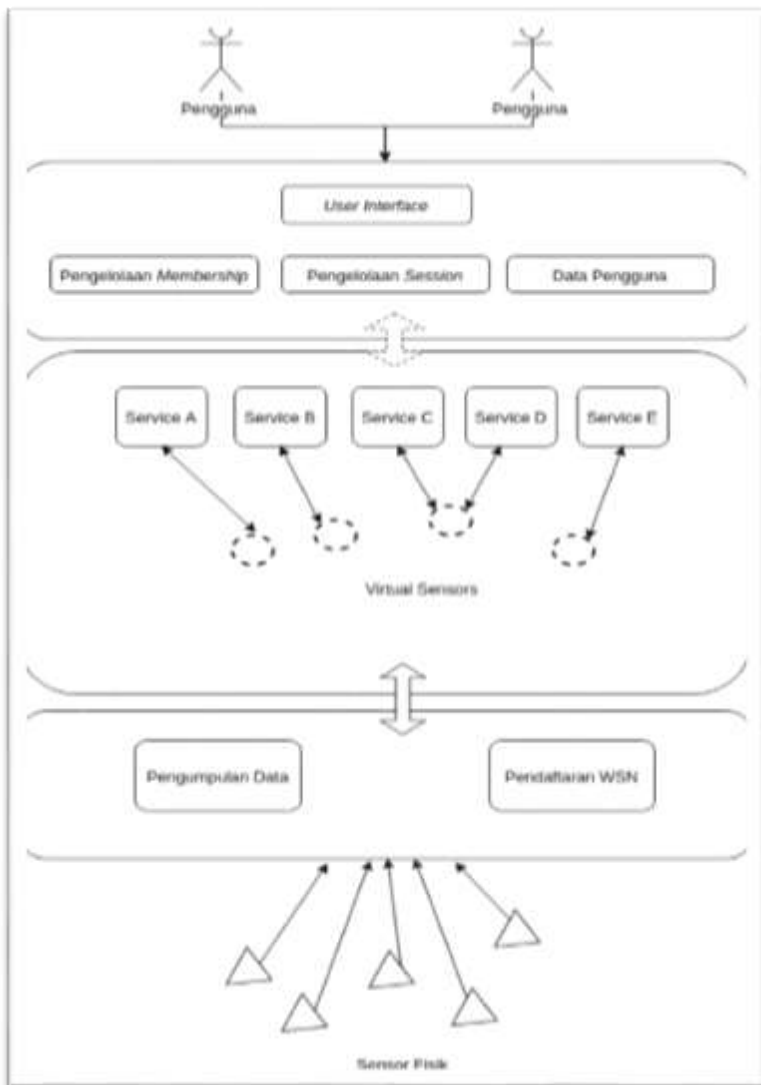 Pengguna
Pengguna
User Interface
Pengelolaan Membership
Pengelolaan Session
Data Pengguna
Service A
Service B
Service C
Service D
Service E
Virtual Sensors
Pengumpulan Data
Pendaftaran WSN
Sensor Fisik